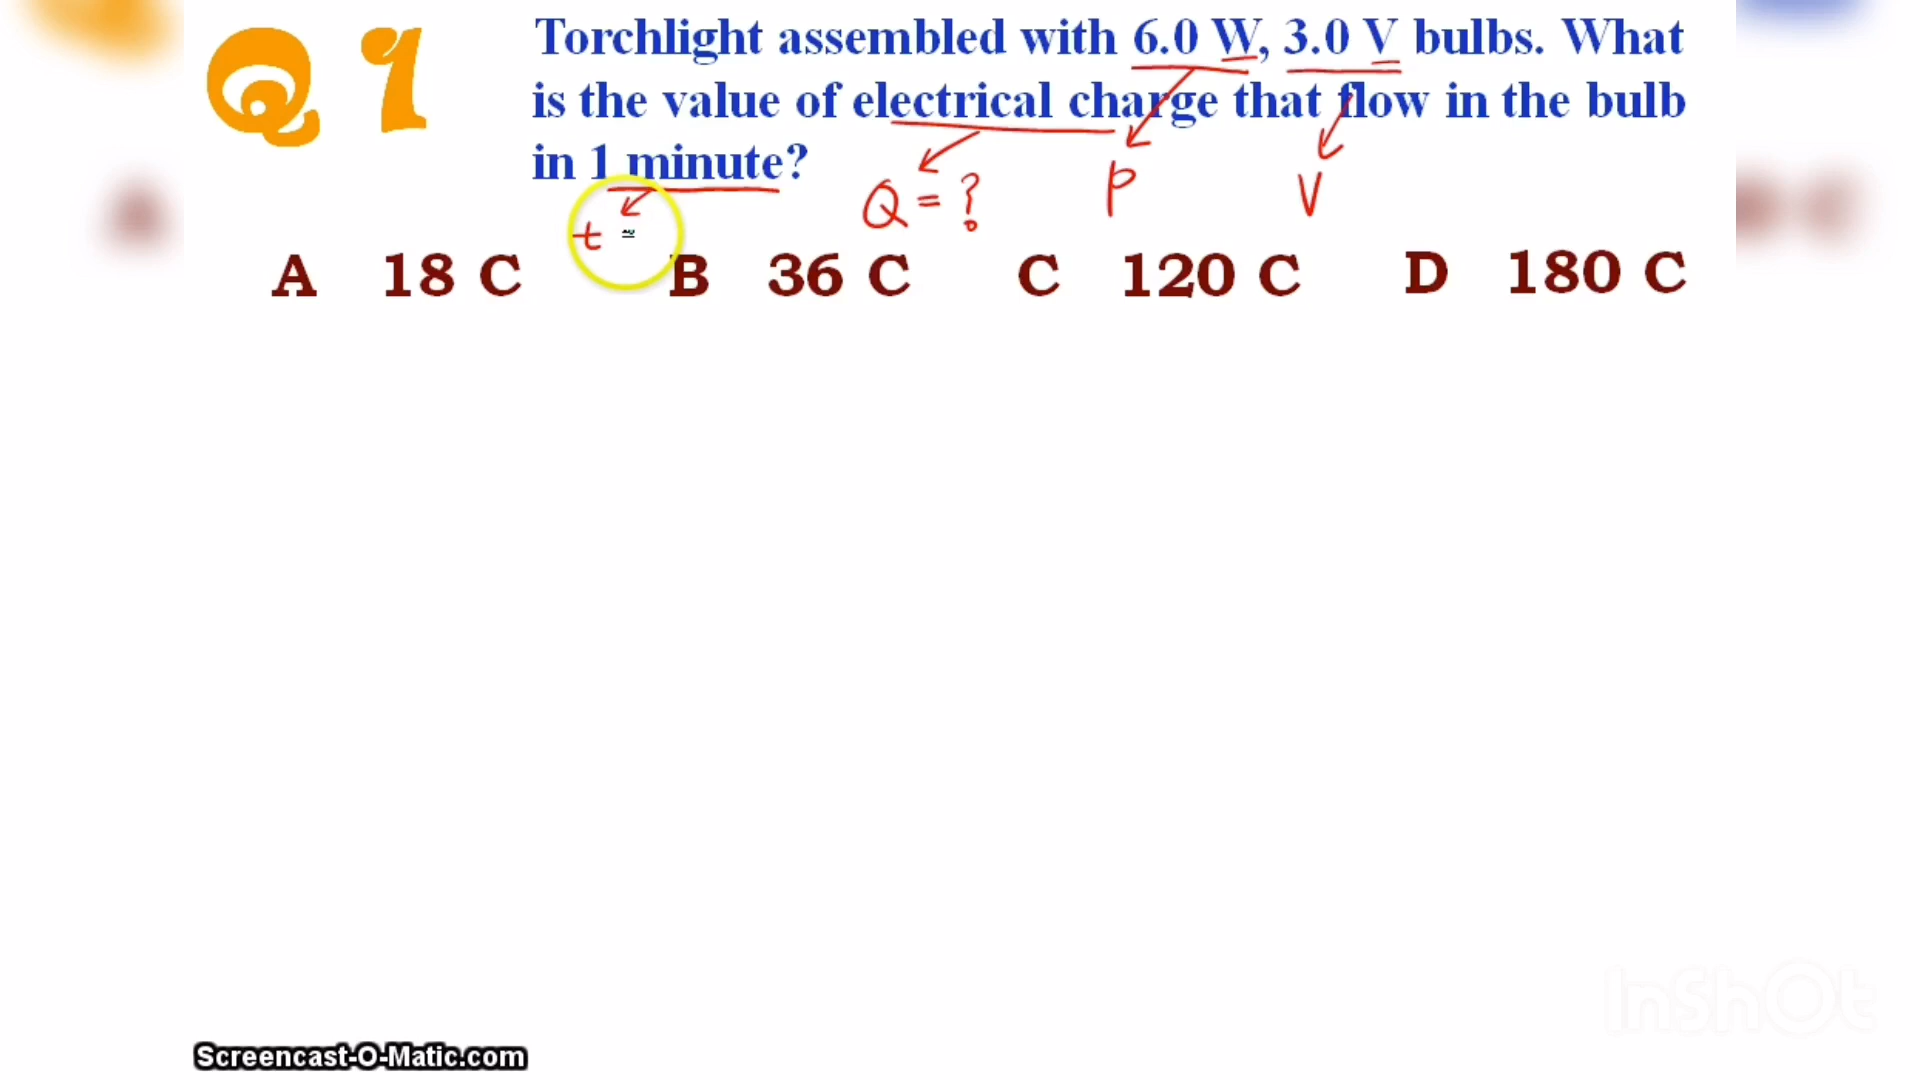 Q 1
Torchlight assembled with 6.0 W, 3.0 V bulbs. What
is the value of electrical charge that flow in the bulb
in 1 minute?
t
Q = ?
P
V
A 18 C B 36 C C 120 C D 180 C
InShOt
Screencast-O-Matic.com